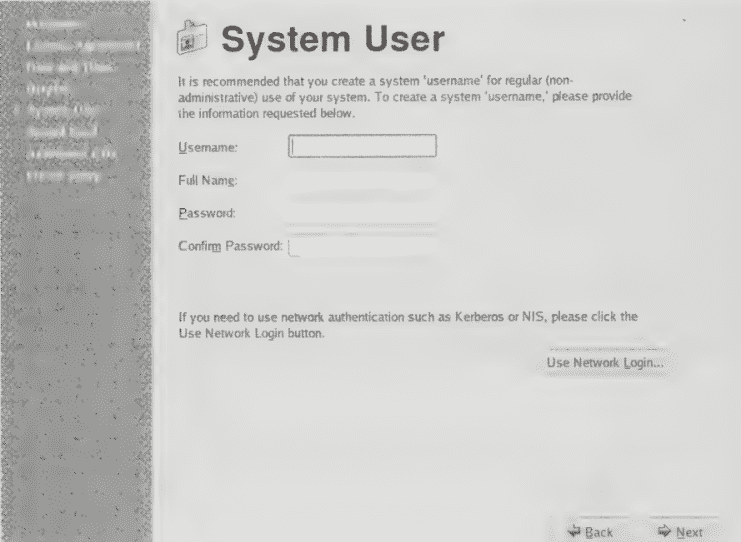 System User
It is recommended that you create a system 'username' for regular (non-
administrative) use of your system. To create a system 'username,' please provide
the information requested below.
Username:
Full Name:
Password:
Confirm Password:
If you need to use network authentication such as Kerberos or NIS, please click the
Use Network Login button.
Use Network Login...
Back
Next